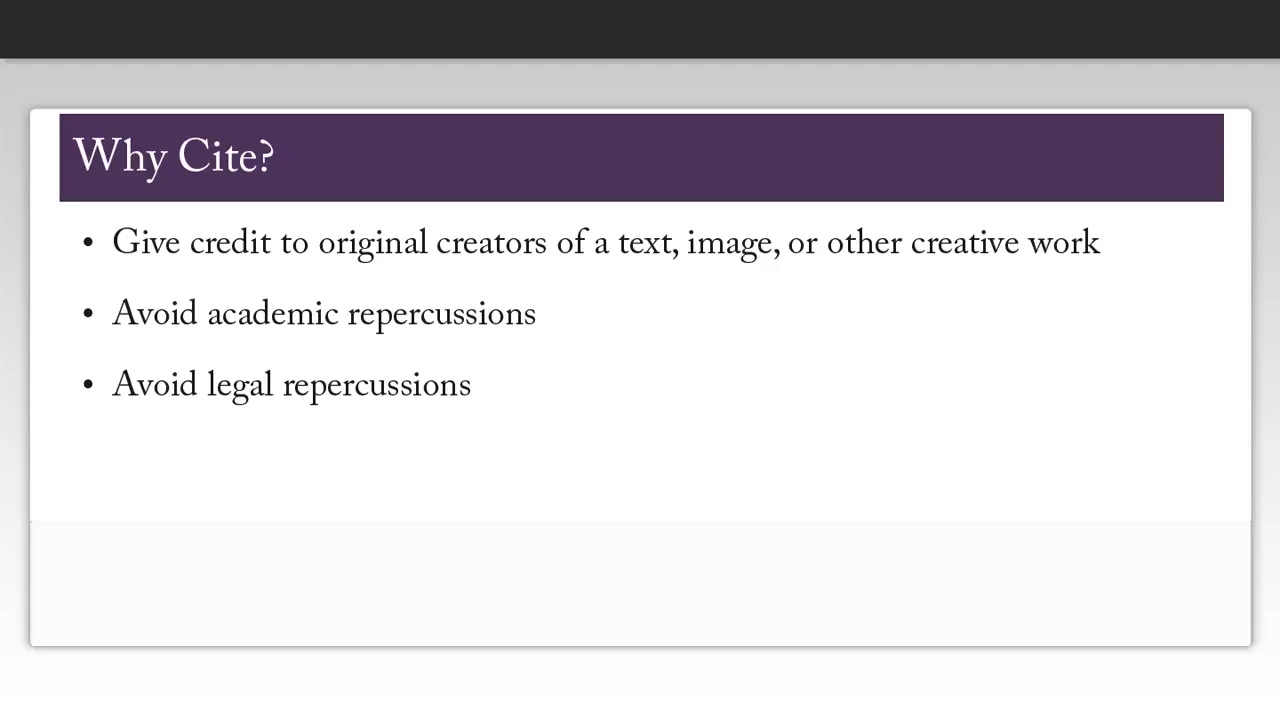 Why Cite?
• Give credit to original creators of a text, image, or other creative work
• Avoid academic repercussions
• Avoid legal repercussions